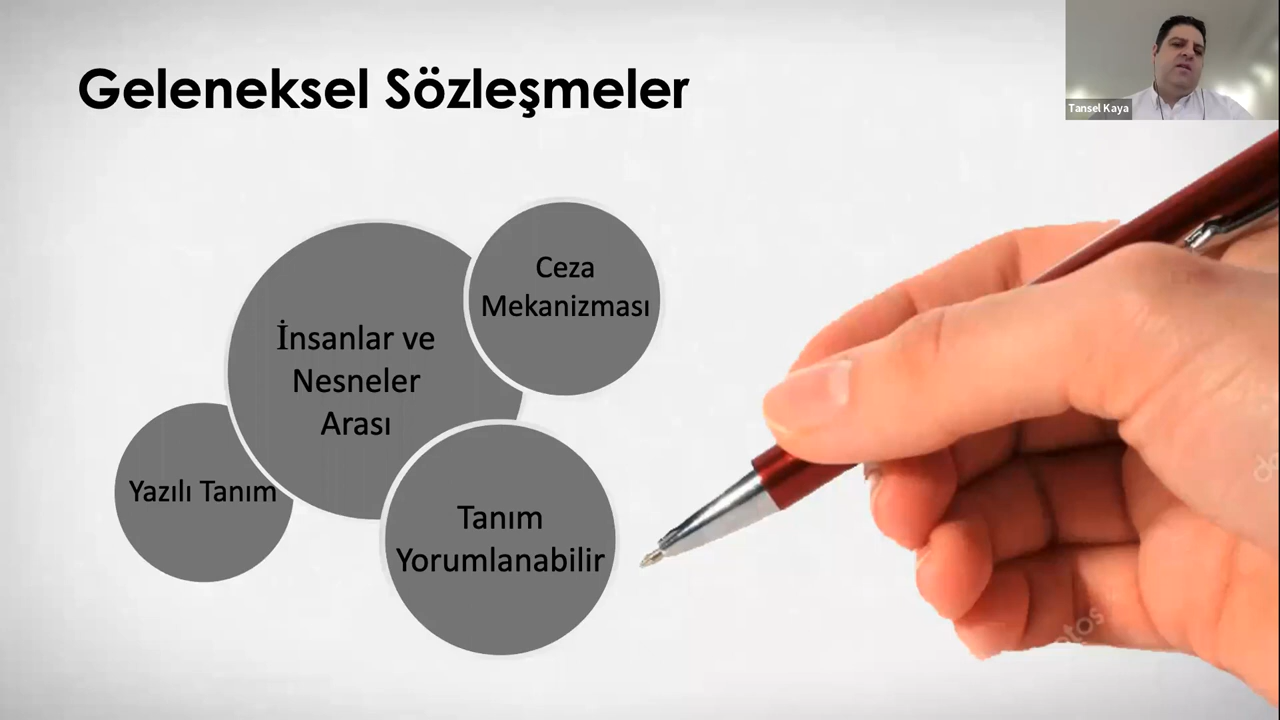 Geleneksel Sözleşmeler
Tansel Kaya
Ceza
Mekanizması
İnsanlar ve
Nesneler
Arası
Yazılı Tanım
Tanım
Yorumlanabilir